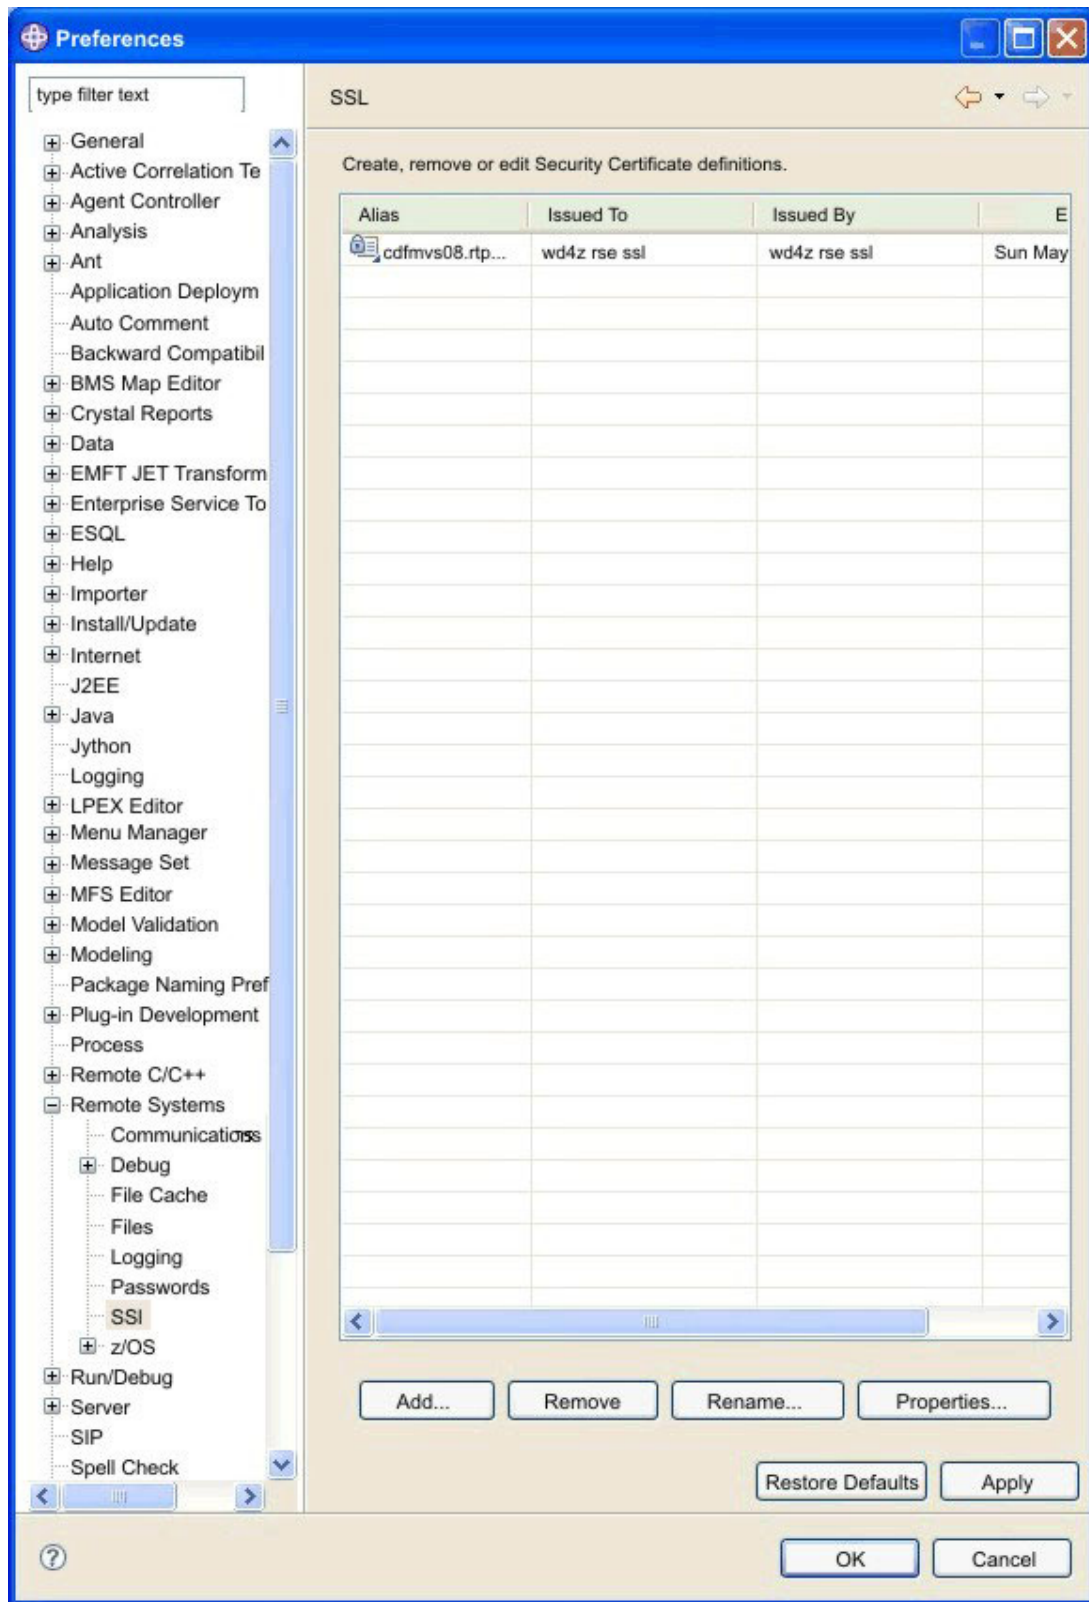 Preferences
type filter text
General
Active Correlation Te
Agent Controller
Analysis
Ant
Application Deploym
Auto Comment
Backward Compatibil
BMS Map Editor
Crystal Reports
Data
EMFT JET Transform
Enterprise Service To
ESQL
Help
Importer
Install/Update
Internet
J2EE
Java
Jython
Logging
LPEX Editor
Menu Manager
Message Set
MFS Editor
Model Validation
Modeling
Package Naming Pref
Plug-in Development
Process
Remote C/C++
Remote Systems
Communications
Debug
File Cache
Files
Logging
Passwords
SSl
z/OS
Run/Debug
Server
SIP
Spell Check
SSL
Create, remove or edit Security Certificate definitions.
Alias Issued To Issued By E
cdfmvs08.rtp... wd4z rse ssl wd4z rse ssl Sun May
Add... Remove Rename... Properties...
Restore Defaults Apply
OK Cancel